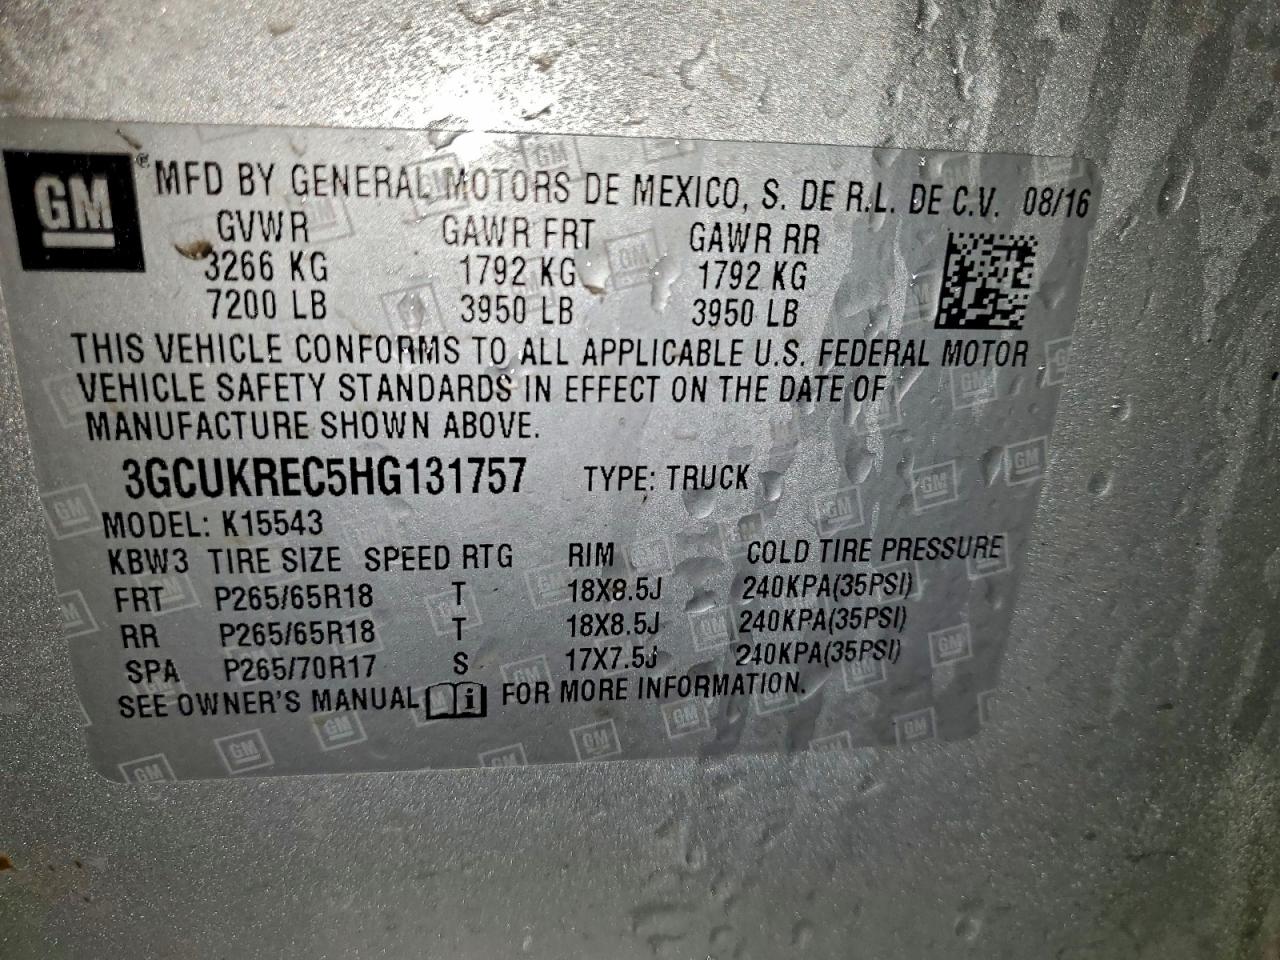 GM ® MFD BY GENERAL MOTORS DE MEXICO, S. DE R.L. DE C.V. 08/16
GVWR GAWR FRT GAWR RR
3266 KG 1792 KG 1792 KG
7200 LB 3950 LB 3950 LB
THIS VEHICLE CONFORMS TO ALL APPLICABLE U.S. FEDERAL MOTOR
VEHICLE SAFETY STANDARDS IN EFFECT ON THE DATE OF
MANUFACTURE SHOWN ABOVE.
3GCUKREC5HG131757 TYPE: TRUCK
MODEL: K15543
KBW3 TIRE SIZE SPEED RTG RIM COLD TIRE PRESSURE
FRT P265/65R18 T 18X8.5J 240KPA(35PSI)
RR P265/65R18 T 18X8.5J 240KPA(35PSI)
SPA P265/70R17 S 17X7.5J 240KPA(35PSI)
SEE OWNER'S MANUAL i FOR MORE INFORMATION.